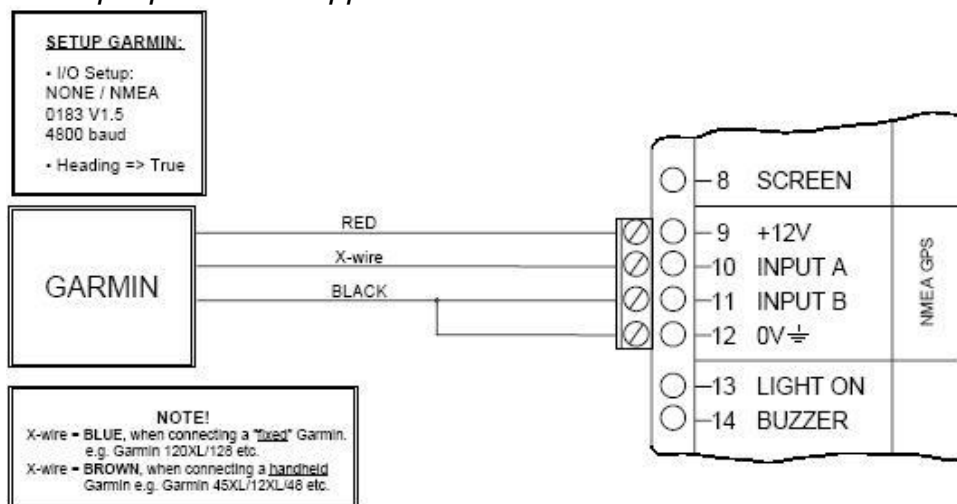 SETUP GARMIN:
• I/O Setup:
NONE / NMEA
0183 V1.5
4800 baud
• Heading => True
GARMIN
RED
X-wire
BLACK
8 SCREEN
9 +12V
10 INPUT A
11 INPUT B
12 0V
13 LIGHT ON
14 BUZZER
NMEA GPS
NOTE!
X-wire = BLUE, when connecting a "fixed" Garmin.
e.g. Garmin 120XL/128 etc.
X-wire = BROWN, when connecting a handheld
Garmin e.g. Garmin 45XL/12XL/48 etc.